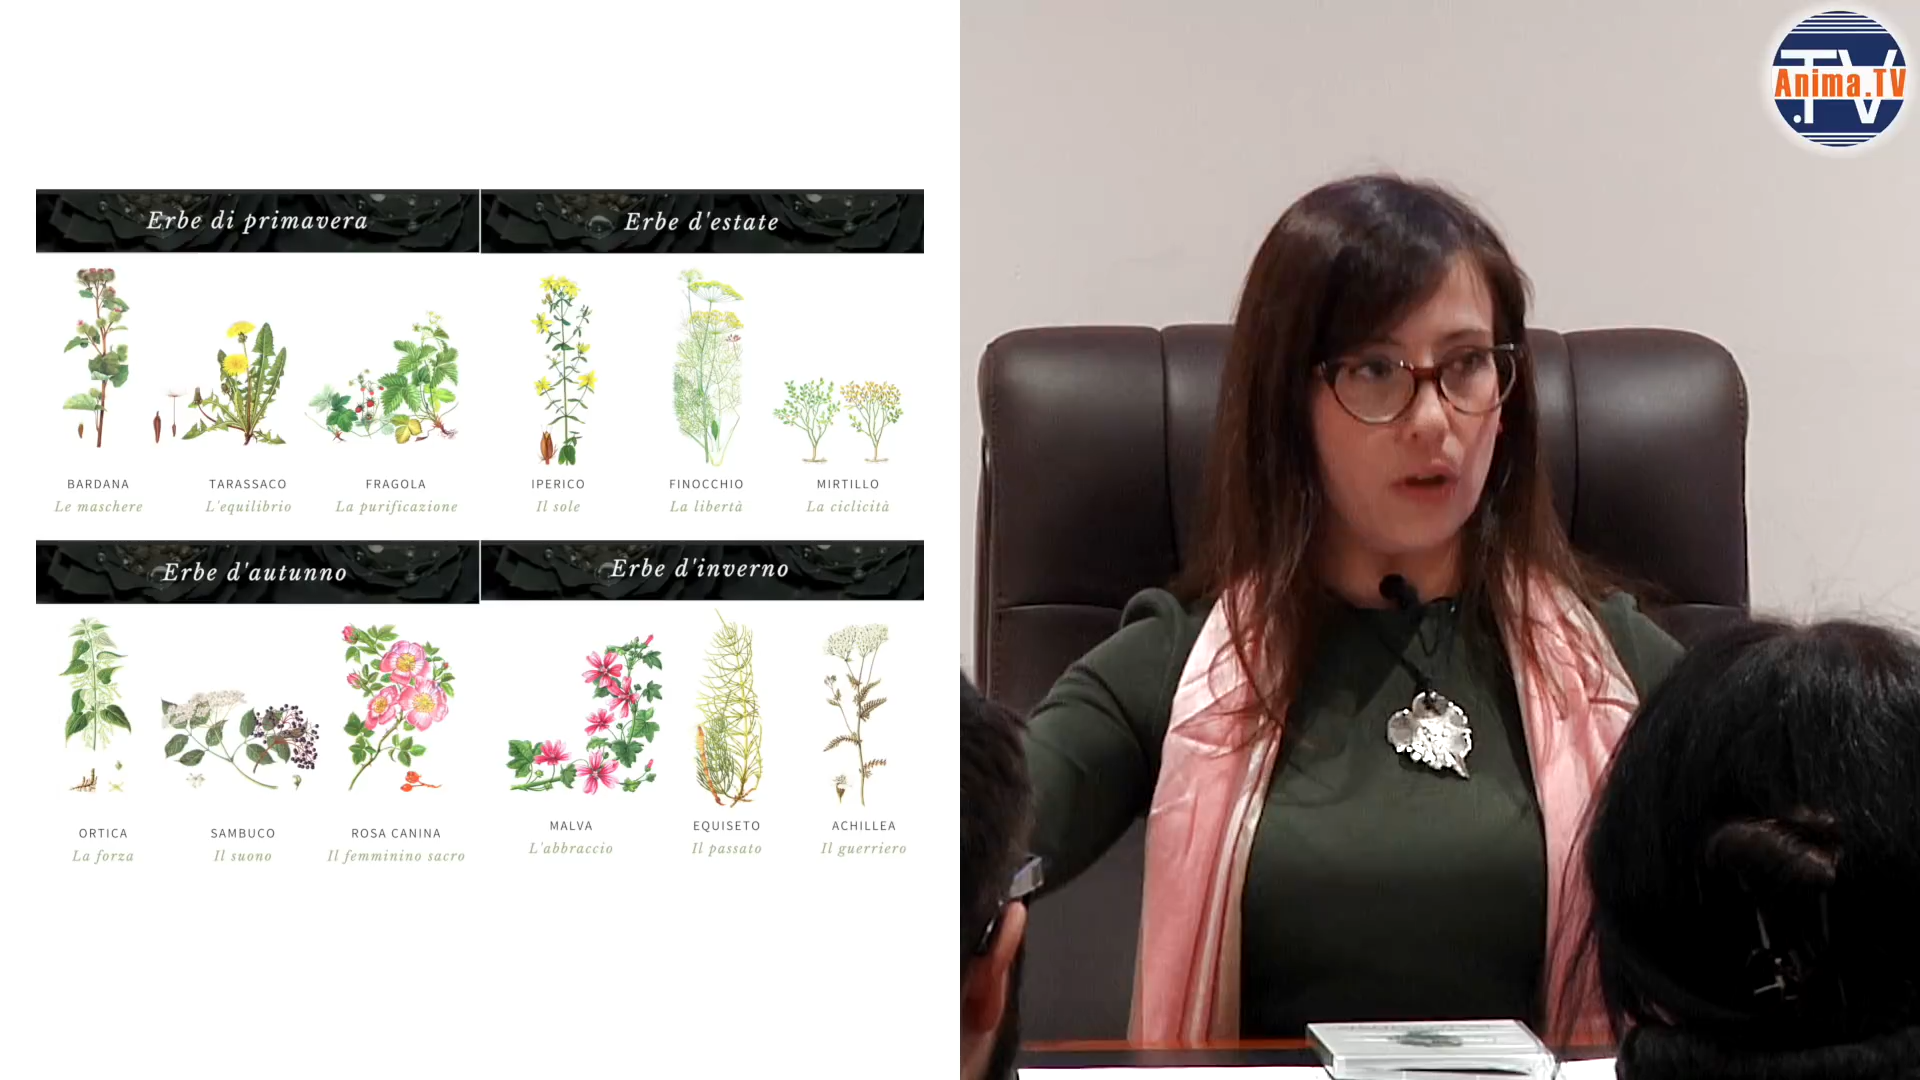 Erbe di primavera
BARDANA
Le maschere
TARASSACO
L'equilibrio
FRAGOLA
La purificazione
Erbe d'estate
IPERICO
Il sole
FINOCCHIO
La libertà
MIRTILLO
La ciclicità
Erbe d'autunno
ORTICA
La forza
SAMBUCO
Il suono
ROSA CANINA
Il femminino sacro
Erbe d'inverno
MALVA
L'abbraccio
EQUISETO
Il passato
ACHILLEA
Il guerriero
.TV
Anima.TV